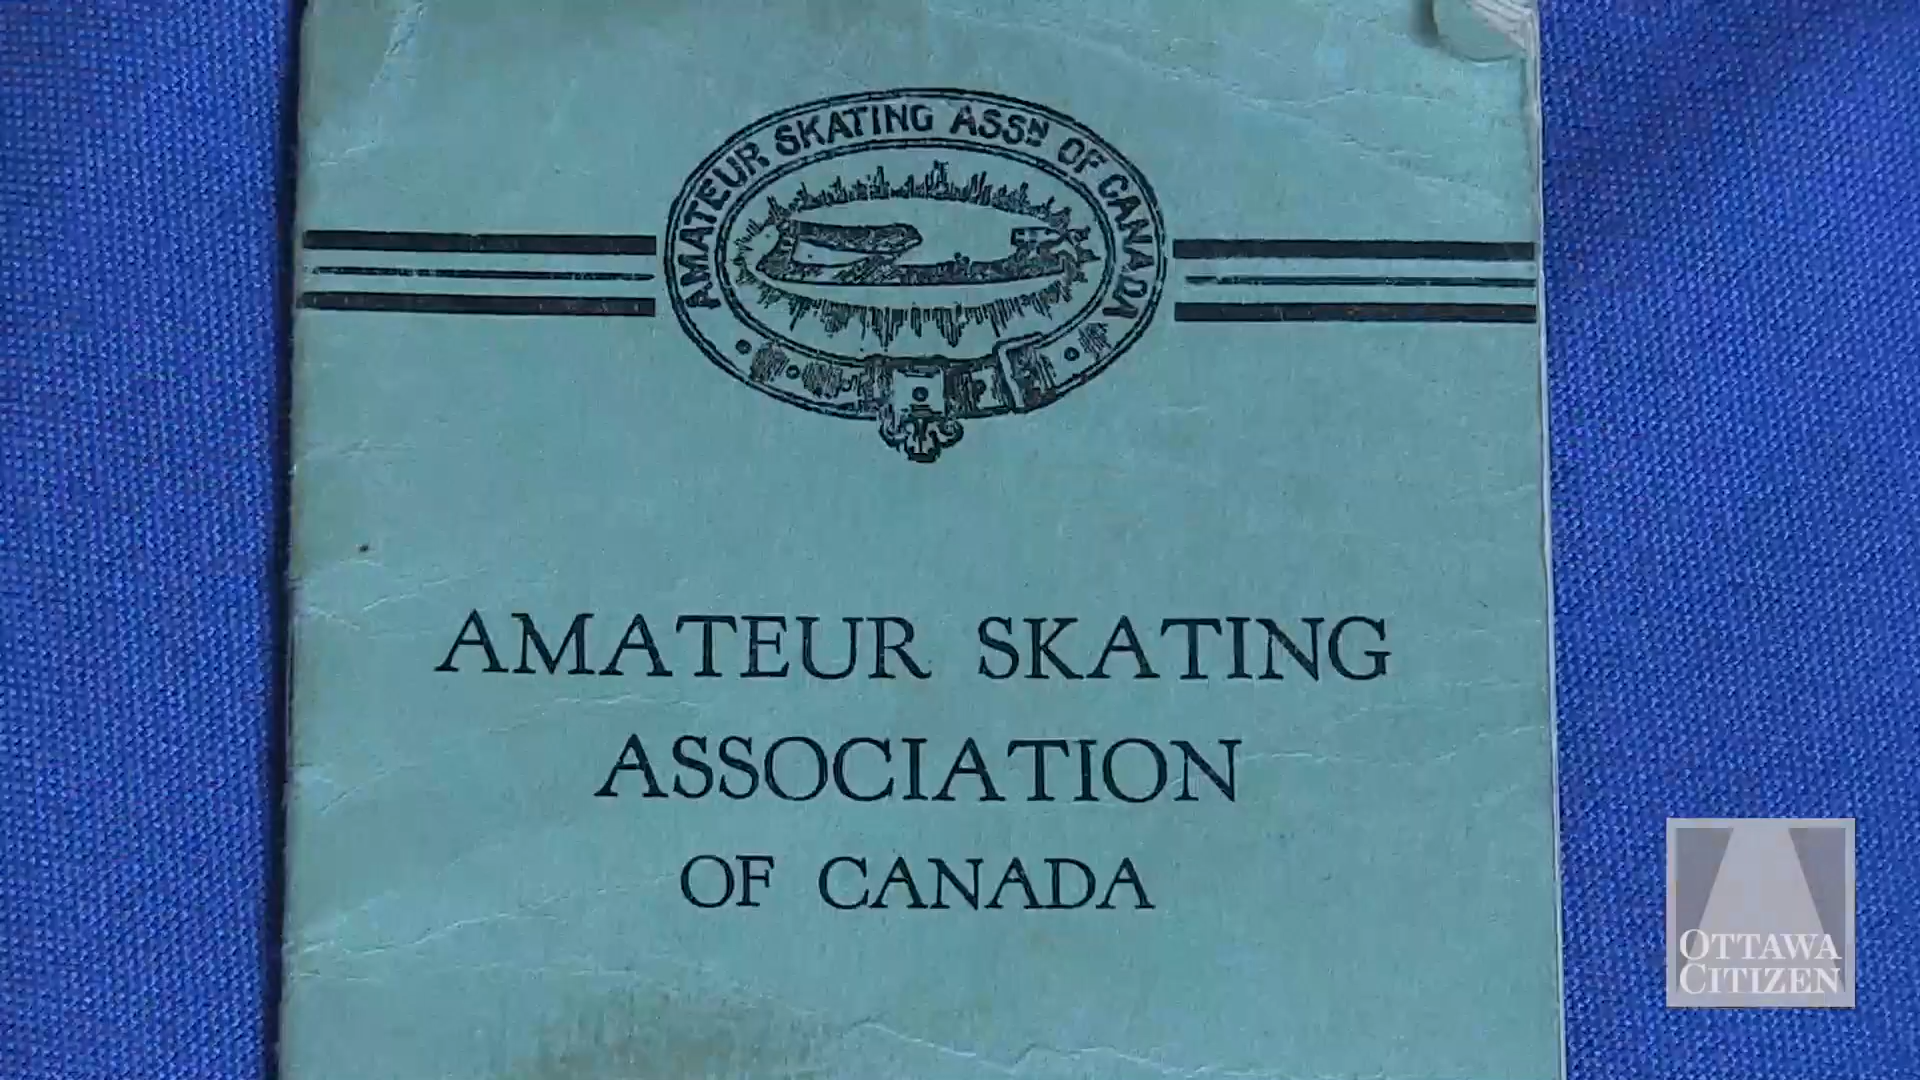 AMATEUR SKATING ASSN OF CANADA
AMATEUR SKATING
ASSOCIATION
OF CANADA
OTTAWA
CITIZEN